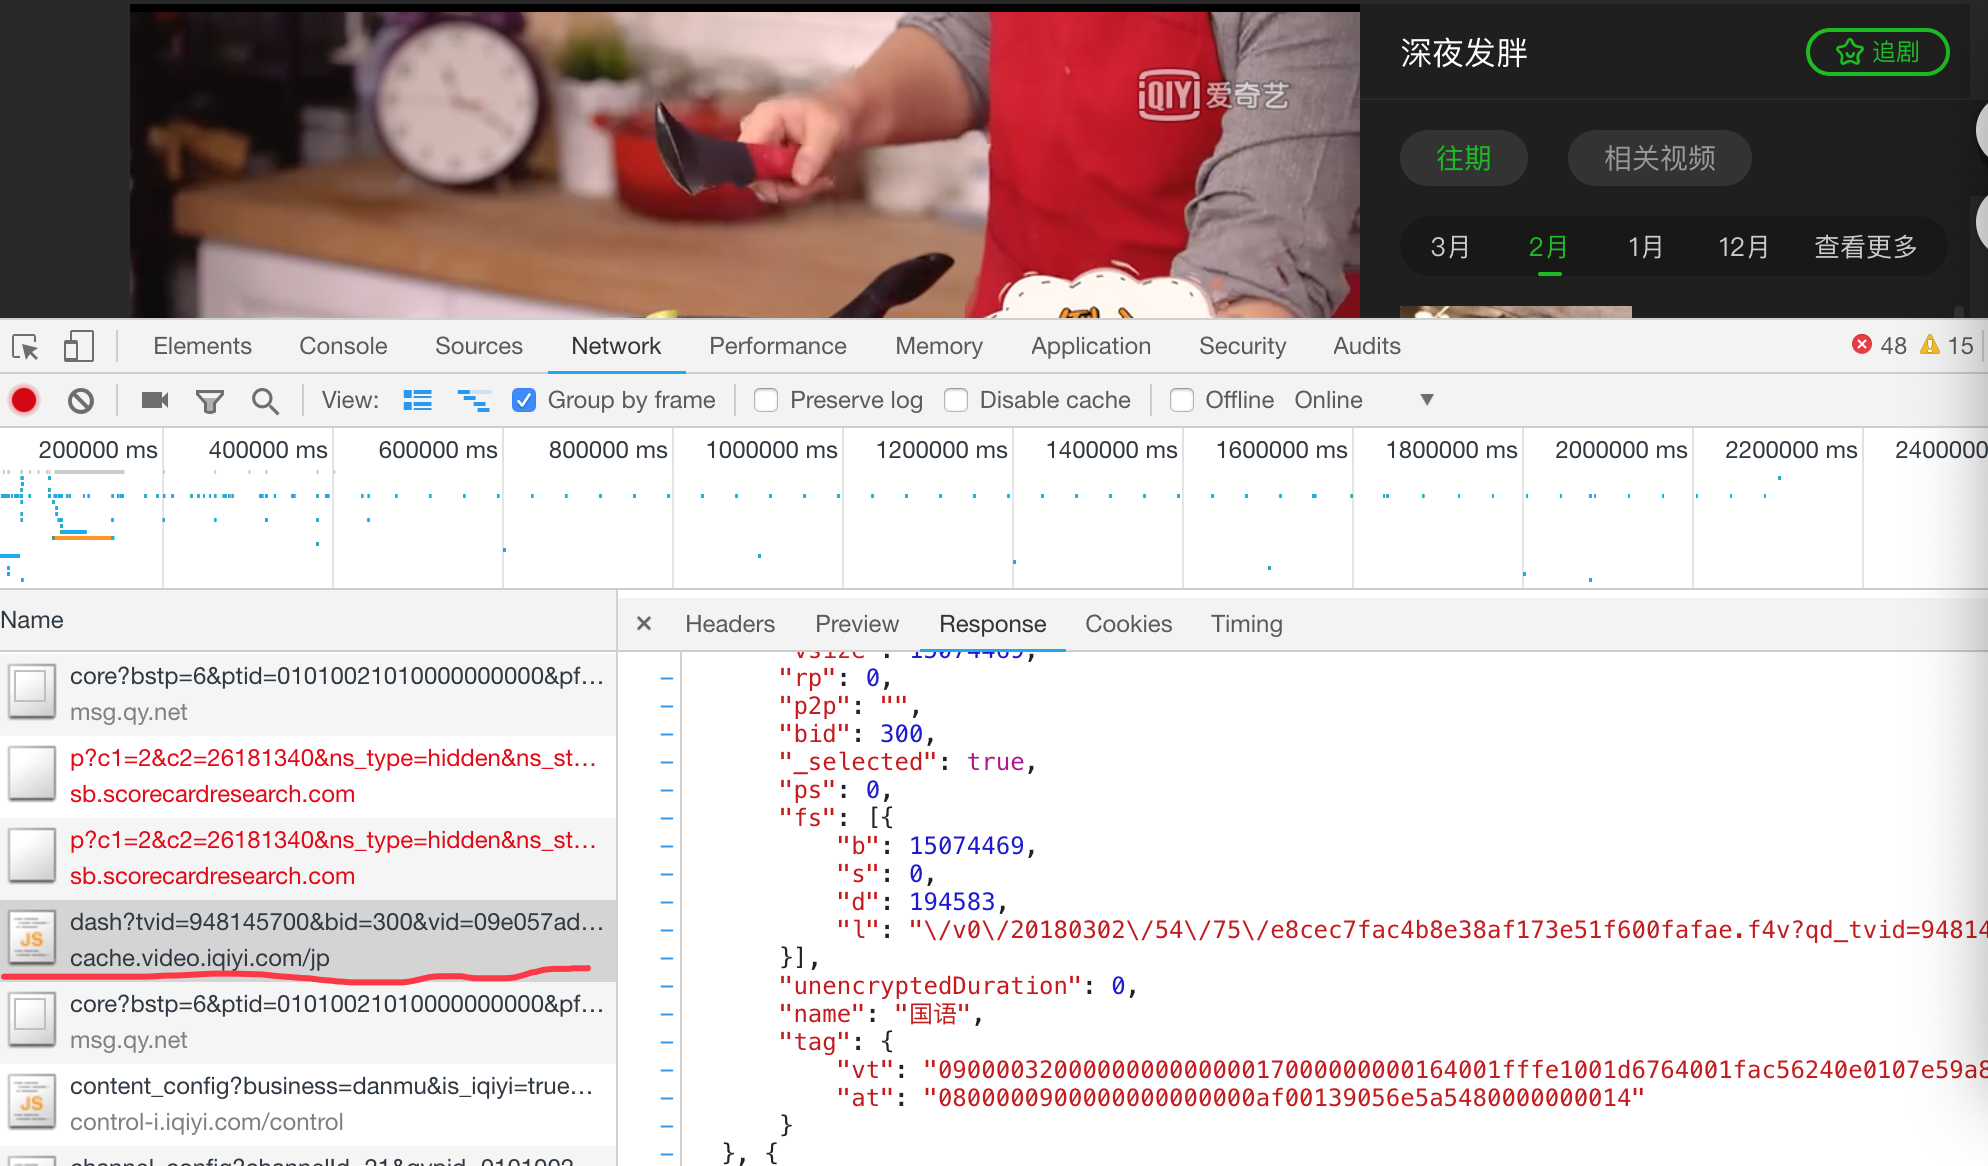 深夜发胖
追剧
iQIYI 爱奇艺
往期
相关视频
3月 2月 1月 12月 查看更多
Elements Console Sources Network Performance Memory Application Security Audits 48 15
View: Group by frame Preserve log Disable cache Offline Online
200000 ms 400000 ms 600000 ms 800000 ms 1000000 ms 1200000 ms 1400000 ms 1600000 ms 1800000 ms 2000000 ms 2200000 ms 2400000
Name
× Headers Preview Response Cookies Timing
core?bstp=6&ptid=01010021010000000000&pf…
msg.qy.net
p?c1=2&c2=26181340&ns_type=hidden&ns_st…
sb.scorecardresearch.com
p?c1=2&c2=26181340&ns_type=hidden&ns_st…
sb.scorecardresearch.com
JS
dash?tvid=948145700&bid=300&vid=09e057ad…
cache.video.iqiyi.com/jp
core?bstp=6&ptid=01010021010000000000&pf…
msg.qy.net
JS
content_config?business=danmu&is_iqiyi=true…
control-i.iqiyi.com/control
"vsize": 15074469,
"rp": 0,
"p2p": "",
"bid": 300,
"_selected": true,
"ps": 0,
"fs": [{
"b": 15074469,
"s": 0,
"d": 194583,
"l": "\/v0\/20180302\/54\/75\/e8cec7fac4b8e38af173e51f600fafae.f4v?qd_tvid=94814
}],
"unencryptedDuration": 0,
"name": "国语",
"tag": {
"vt": "0900003200000000000000170000000000164001fffe1001d6764001fac56240e0107e59a8
"at": "0800000900000000000000af00139056e5a5480000000014"
}
}, {